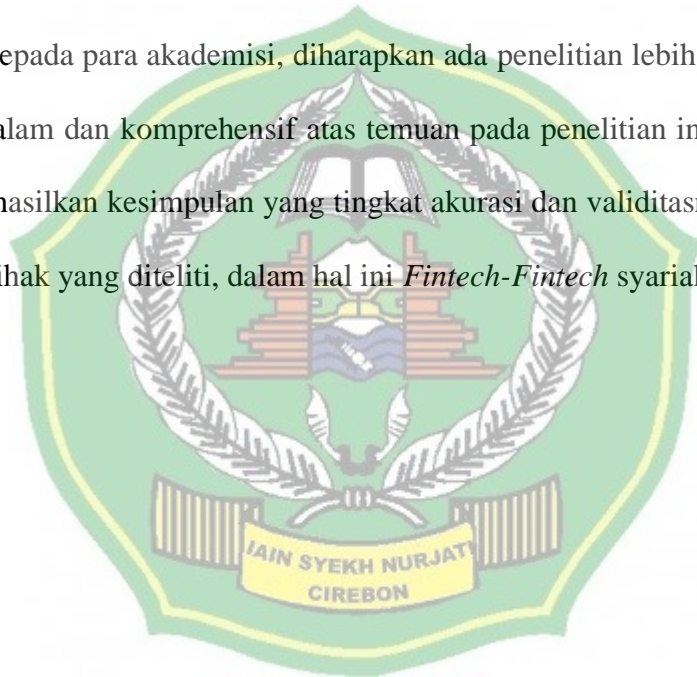 epada para akademisi, diharapkan ada penelitian lebih
alam dan komprehensif atas temuan pada penelitian in
hasilkan kesimpulan yang tingkat akurasi dan validitas
ihak yang diteliti, dalam hal ini Fintech-Fintech syariah
IAIN SYEKH NURJATI
CIREBON